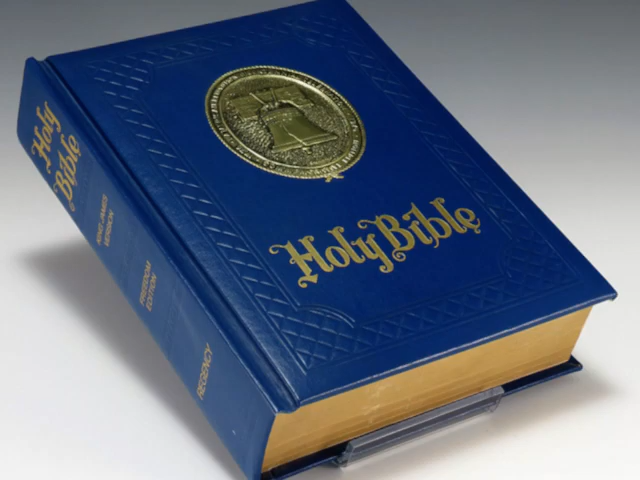 Holy Bible
Holy
Bible
KING JAMES
VERSION
FREEDOM
EDITION
REGENCY